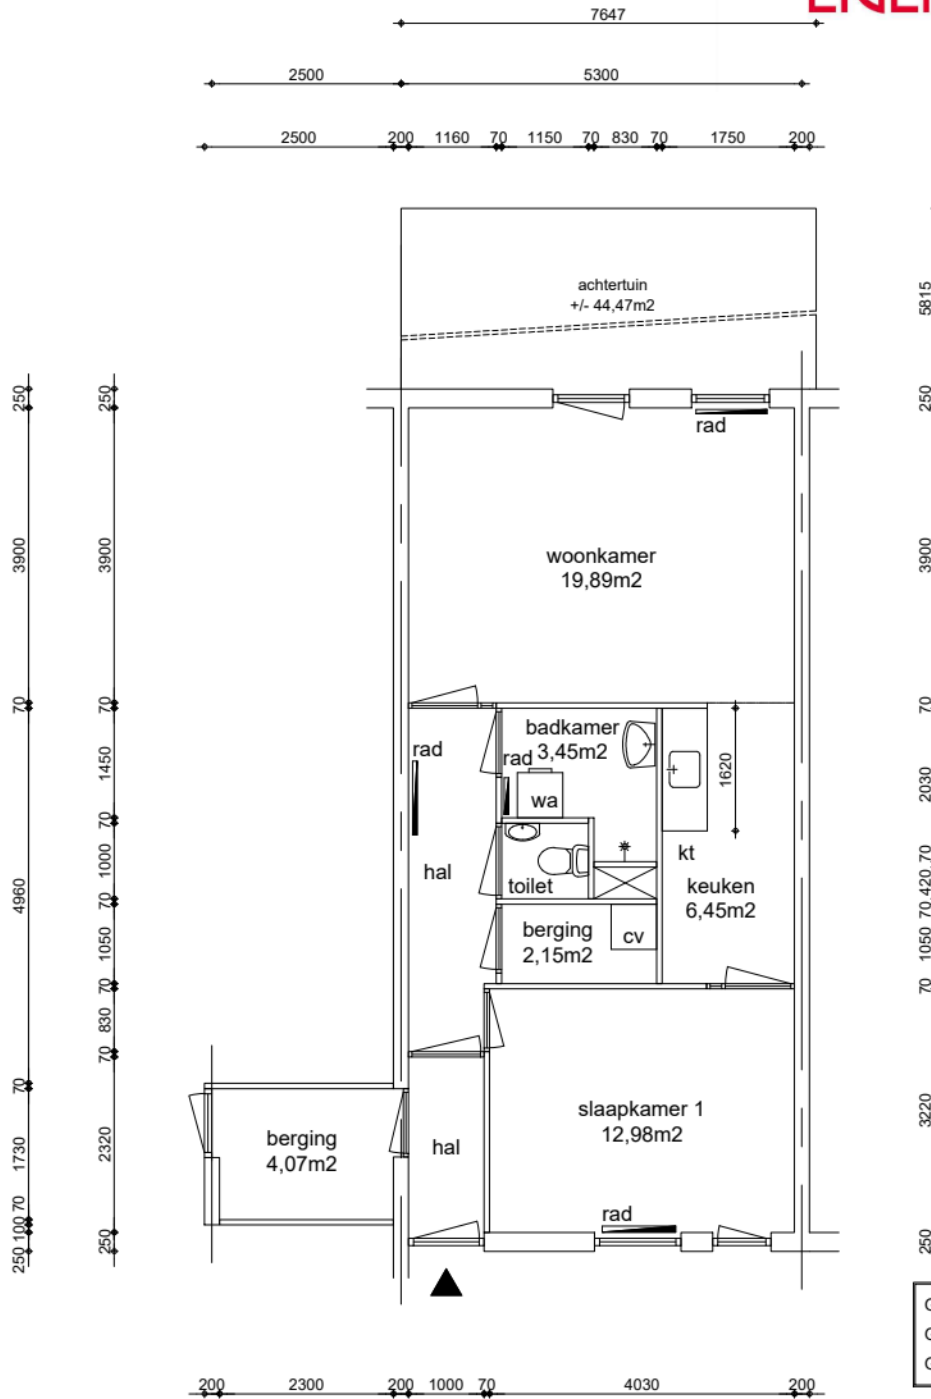 7647
2500 5300
2500 200 1160 70 1150 70 830 70 1750 200
achtertuin
+/- 44,47m2
rad
woonkamer
19,89m2
badkamer
3,45m2
rad
rad
wa
1620
kt
hal
toilet
keuken
6,45m2
berging
2,15m2
cv
slaapkamer 1
12,98m2
berging
4,07m2
hal
rad
250
3900
70
4960
70
1730
70
100
250
250
3900
70
1450
70
1000
70
1050
70
830
70
2320
250
5815
250
3900
70
2030
70
420
70
1050
70
3220
250
200 2300 200 1000 70 4030 200